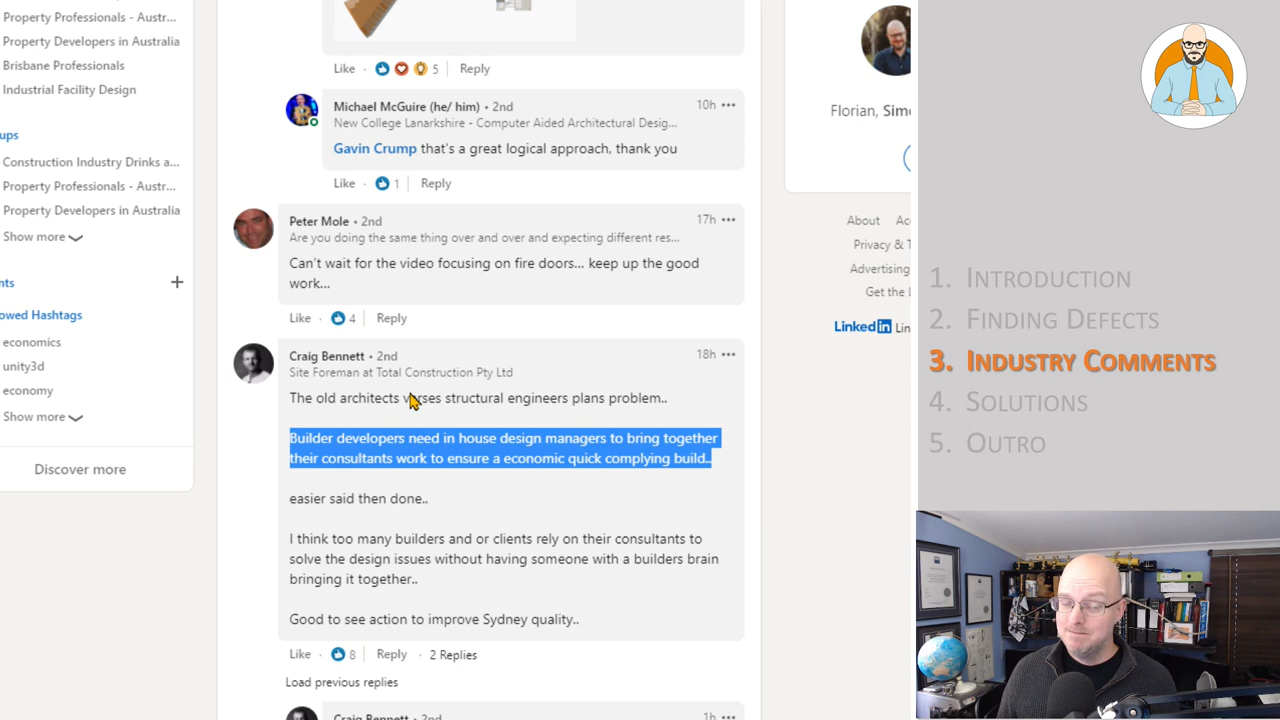 Property Professionals - Austr...
Property Developers in Australia
Brisbane Professionals
Industrial Facility Design
ups
Construction Industry Drinks a...
Property Professionals - Austr...
Property Developers in Australia
Show more
nts
owed Hashtags
economics
unity3d
economy
Show more
Discover more
Like 5 Reply
Michael McGuire (he/ him) • 2nd 10h
New College Lanarkshire - Computer Aided Architectural Desig...
Gavin Crump that's a great logical approach, thank you
Like 1 Reply
Peter Mole • 2nd 17h
Are you doing the same thing over and over and expecting different res...
Can't wait for the video focusing on fire doors... keep up the good
work...
Like 4 Reply
Craig Bennett • 2nd 18h
Site Foreman at Total Construction Pty Ltd
The old architects verses structural engineers plans problem..
Builder developers need in house design managers to bring together
their consultants work to ensure a economic quick complying build..
easier said then done..
I think too many builders and or clients rely on their consultants to
solve the design issues without having someone with a builders brain
bringing it together..
Good to see action to improve Sydney quality..
Like 8 Reply · 2 Replies
Load previous replies
Craig Bennett • 2nd 1h
Florian, Sim
About Ac
Privacy & T
Advertising
Get the L
LinkedIn Lin
1. Introduction
2. Finding Defects
3. Industry Comments
4. Solutions
5. Outro